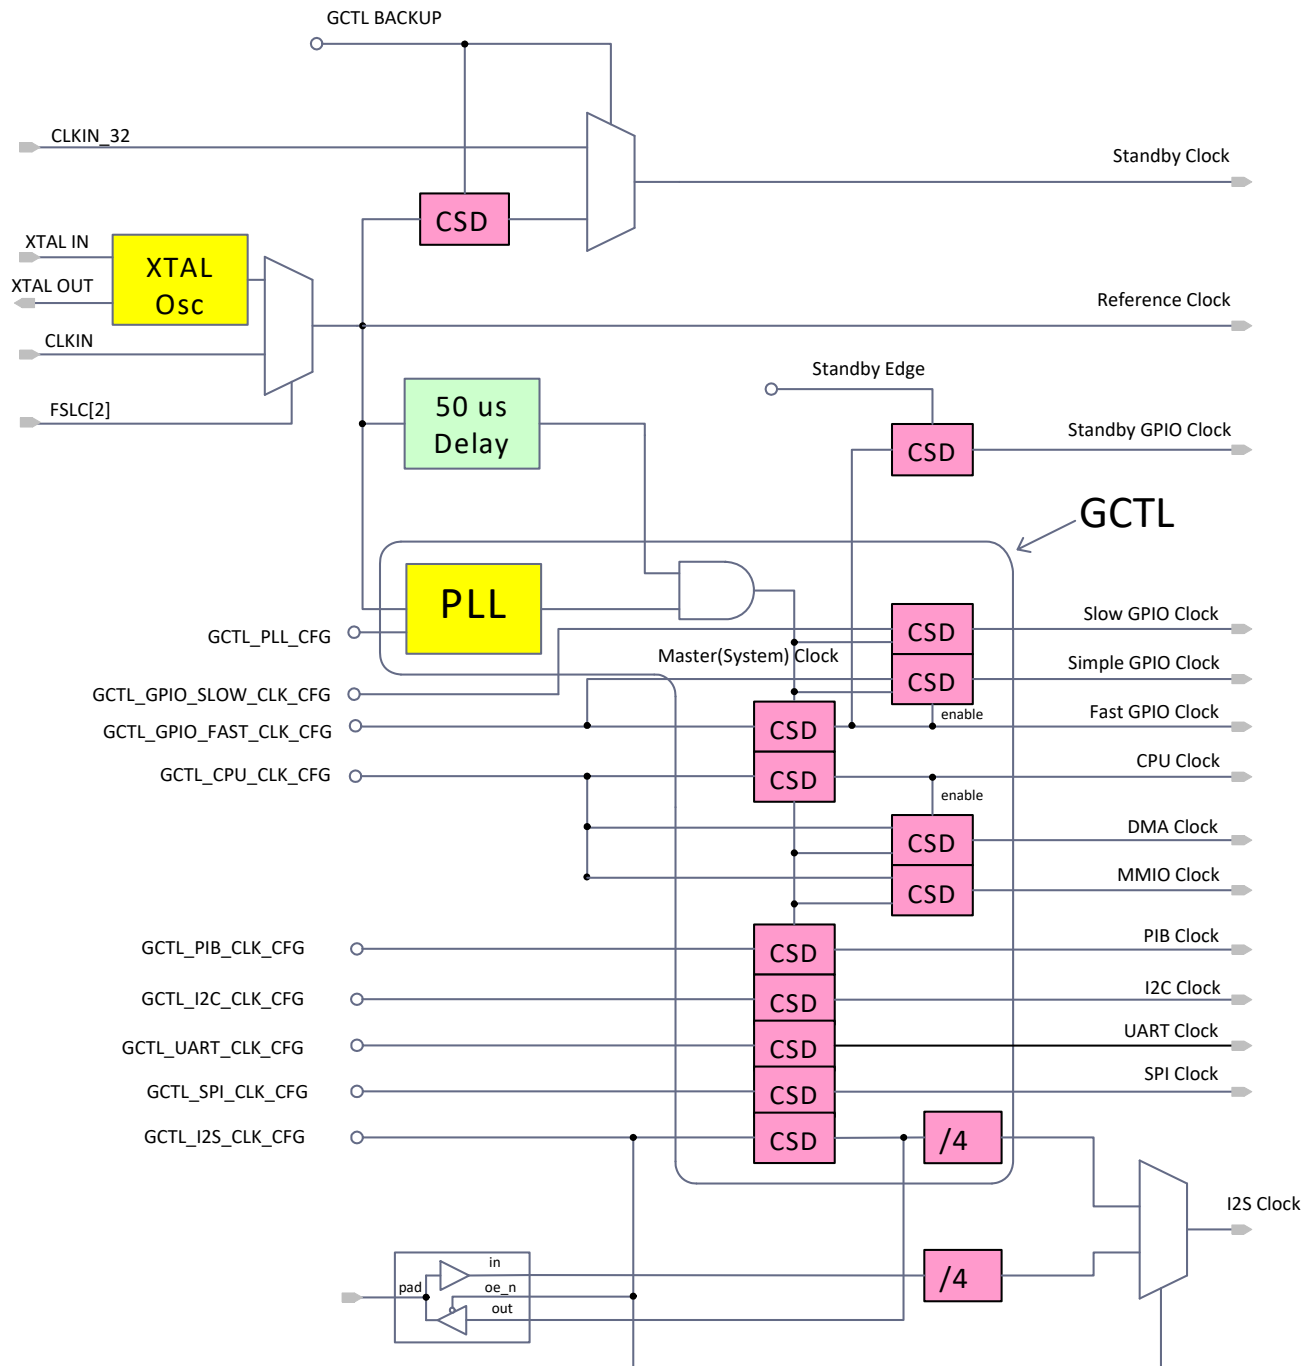 GCTL BACKUP
CLKIN_32
Standby Clock
CSD
XTAL IN
XTAL
Osc
XTAL OUT
Reference Clock
CLKIN
Standby Edge
50 us
Delay
FSLC[2]
Standby GPIO Clock
CSD
GCTL
PLL
Slow GPIO Clock
CSD
GCTL_PLL_CFG
Master(System) Clock
Simple GPIO Clock
CSD
GCTL_GPIO_SLOW_CLK_CFG
enable
Fast GPIO Clock
GCTL_GPIO_FAST_CLK_CFG
CSD
CPU Clock
GCTL_CPU_CLK_CFG
CSD
enable
DMA Clock
CSD
MMIO Clock
CSD
PIB Clock
GCTL_PIB_CLK_CFG
CSD
I2C Clock
GCTL_I2C_CLK_CFG
CSD
UART Clock
GCTL_UART_CLK_CFG
CSD
SPI Clock
GCTL_SPI_CLK_CFG
CSD
GCTL_I2S_CLK_CFG
CSD
/4
I2S Clock
in
pad
oe_n
out
/4